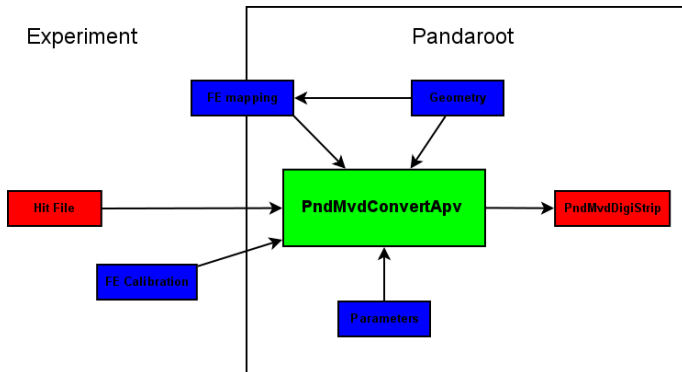 Experiment
Pandaroot
FE mapping
Geometry
Hit File
PndMvdConvertApv
PndMvdDigiStrip
FE Calibration
Parameters